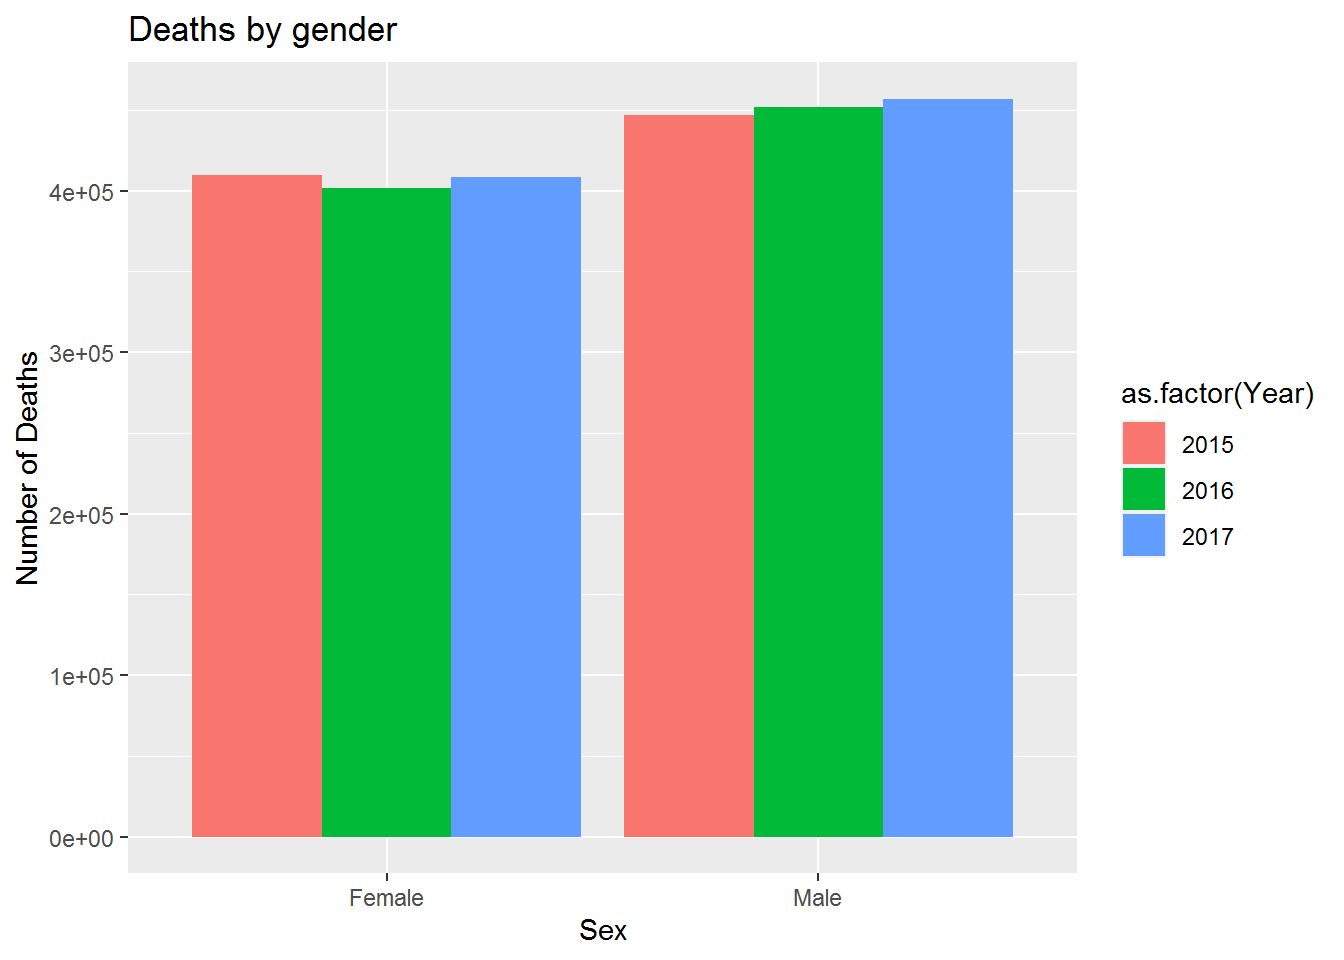 Deaths by gender
Number of Deaths
4e+05
3e+05
2e+05
1e+05
0e+00
Female
Male
Sex
as.factor(Year)
2015
2016
2017